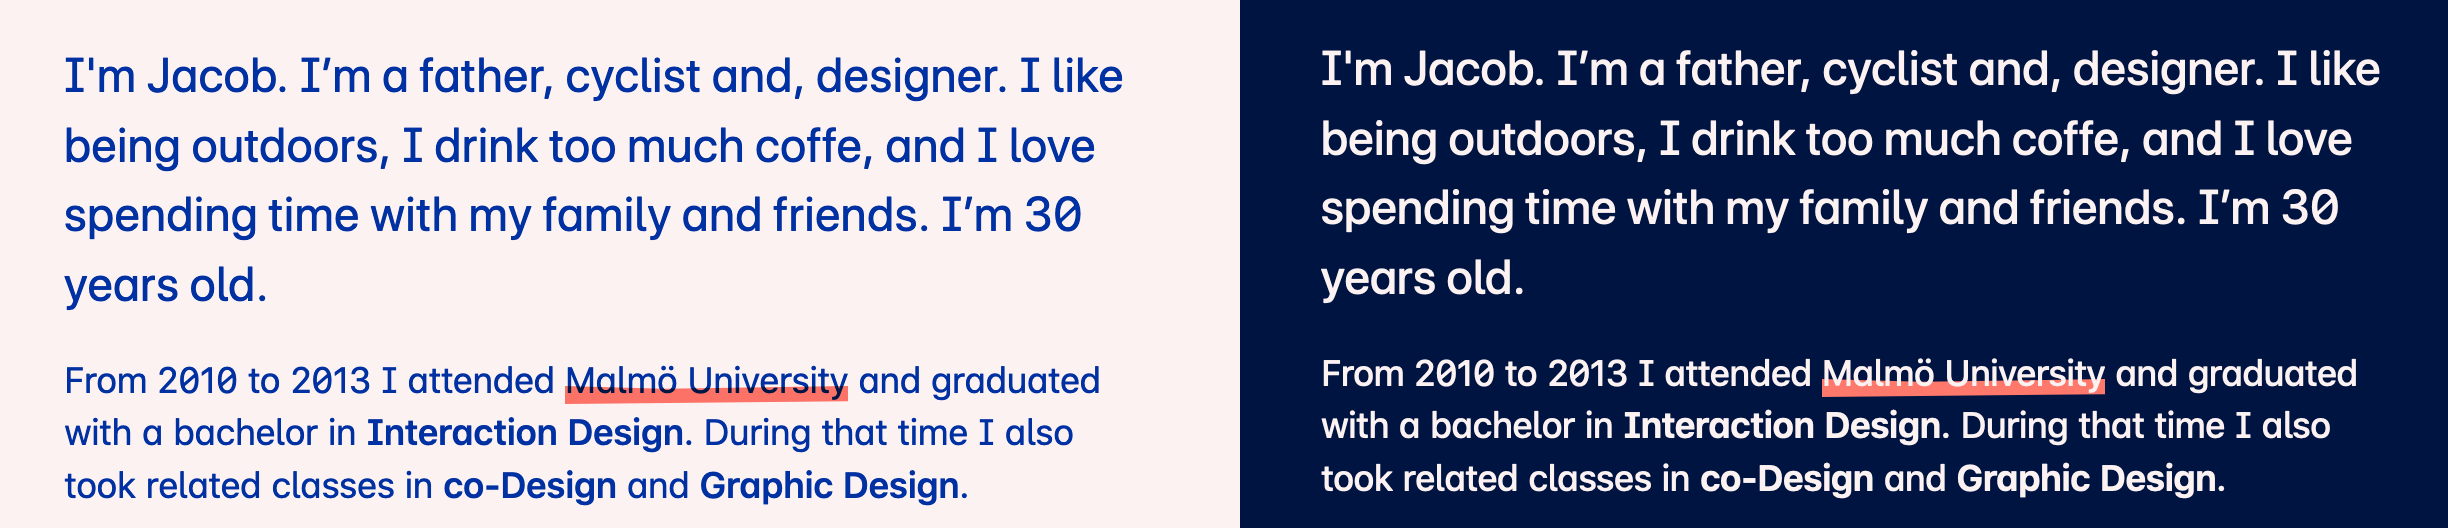 I'm Jacob. I’m a father, cyclist and, designer. I like
being outdoors, I drink too much coffe, and I love
spending time with my family and friends. I’m 30
years old.
From 2010 to 2013 I attended Malmö University and graduated
with a bachelor in Interaction Design. During that time I also
took related classes in co-Design and Graphic Design.
I'm Jacob. I’m a father, cyclist and, designer. I like
being outdoors, I drink too much coffe, and I love
spending time with my family and friends. I’m 30
years old.
From 2010 to 2013 I attended Malmö University and graduated
with a bachelor in Interaction Design. During that time I also
took related classes in co-Design and Graphic Design.